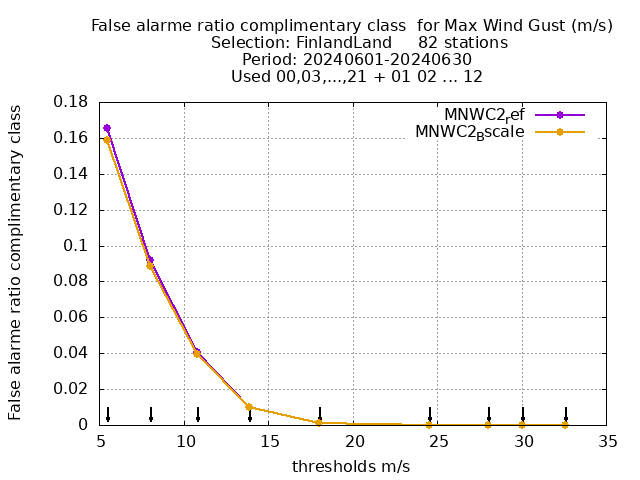 False alarme ratio complimentary class  for Max Wind Gust (m/s)
Selection: FinlandLand     82 stations
Period: 20240601-20240630
Used 00,03,...,21 + 01 02 ... 12
MNWC2ref
MNWC2Bscale
False alarme ratio complimentary class
0.18
0.16
0.14
0.12
0.1
0.08
0.06
0.04
0.02
0
5 10 15 20 25 30 35
thresholds m/s